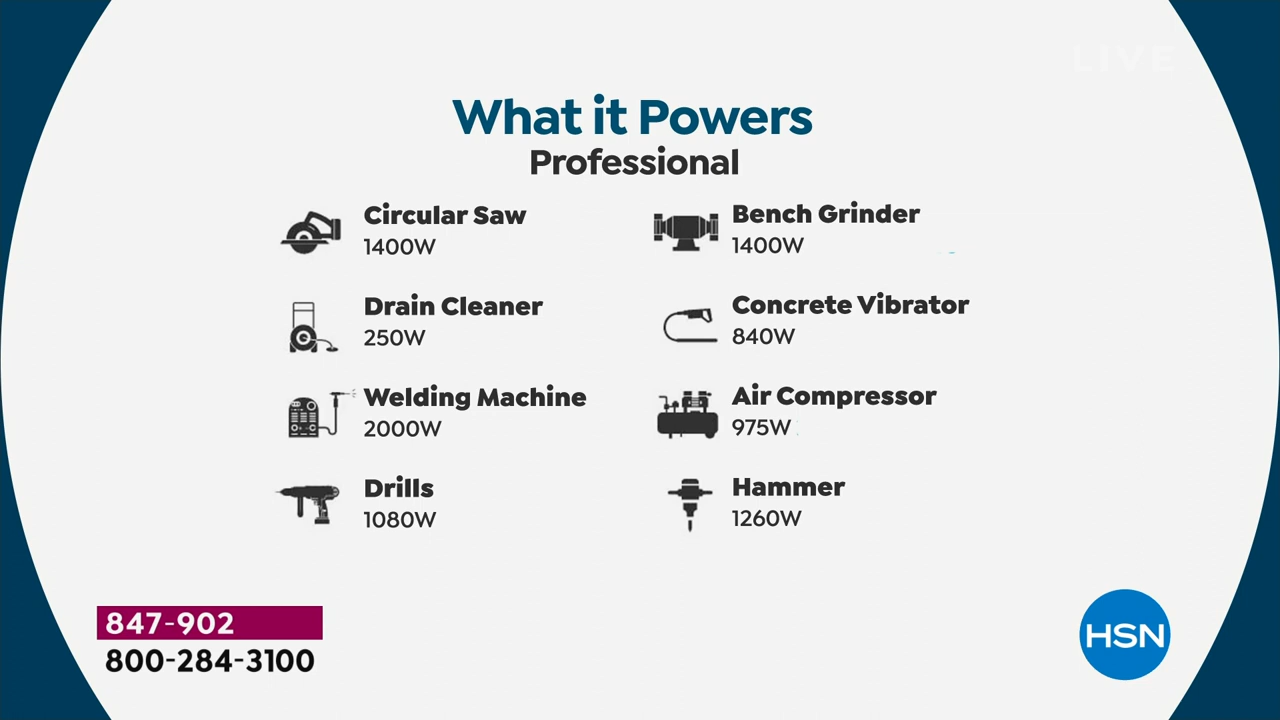 LIVE
What it Powers
Professional
Circular Saw
1400W
Bench Grinder
1400W
Drain Cleaner
250W
Concrete Vibrator
840W
Welding Machine
2000W
Air Compressor
975W
Drills
1080W
Hammer
1260W
847-902
800-284-3100
HSN